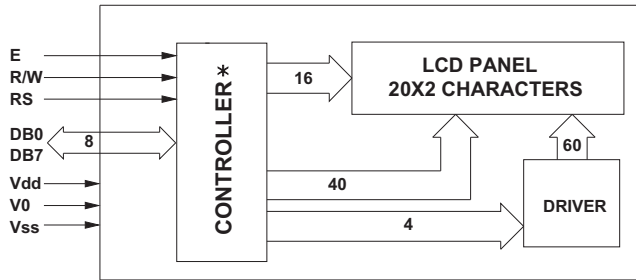 E
R/W
RS
DB0
DB7
8
Vdd
V0
Vss
CONTROLLER*
16
LCD PANEL
20X2 CHARACTERS
40
60
4
DRIVER